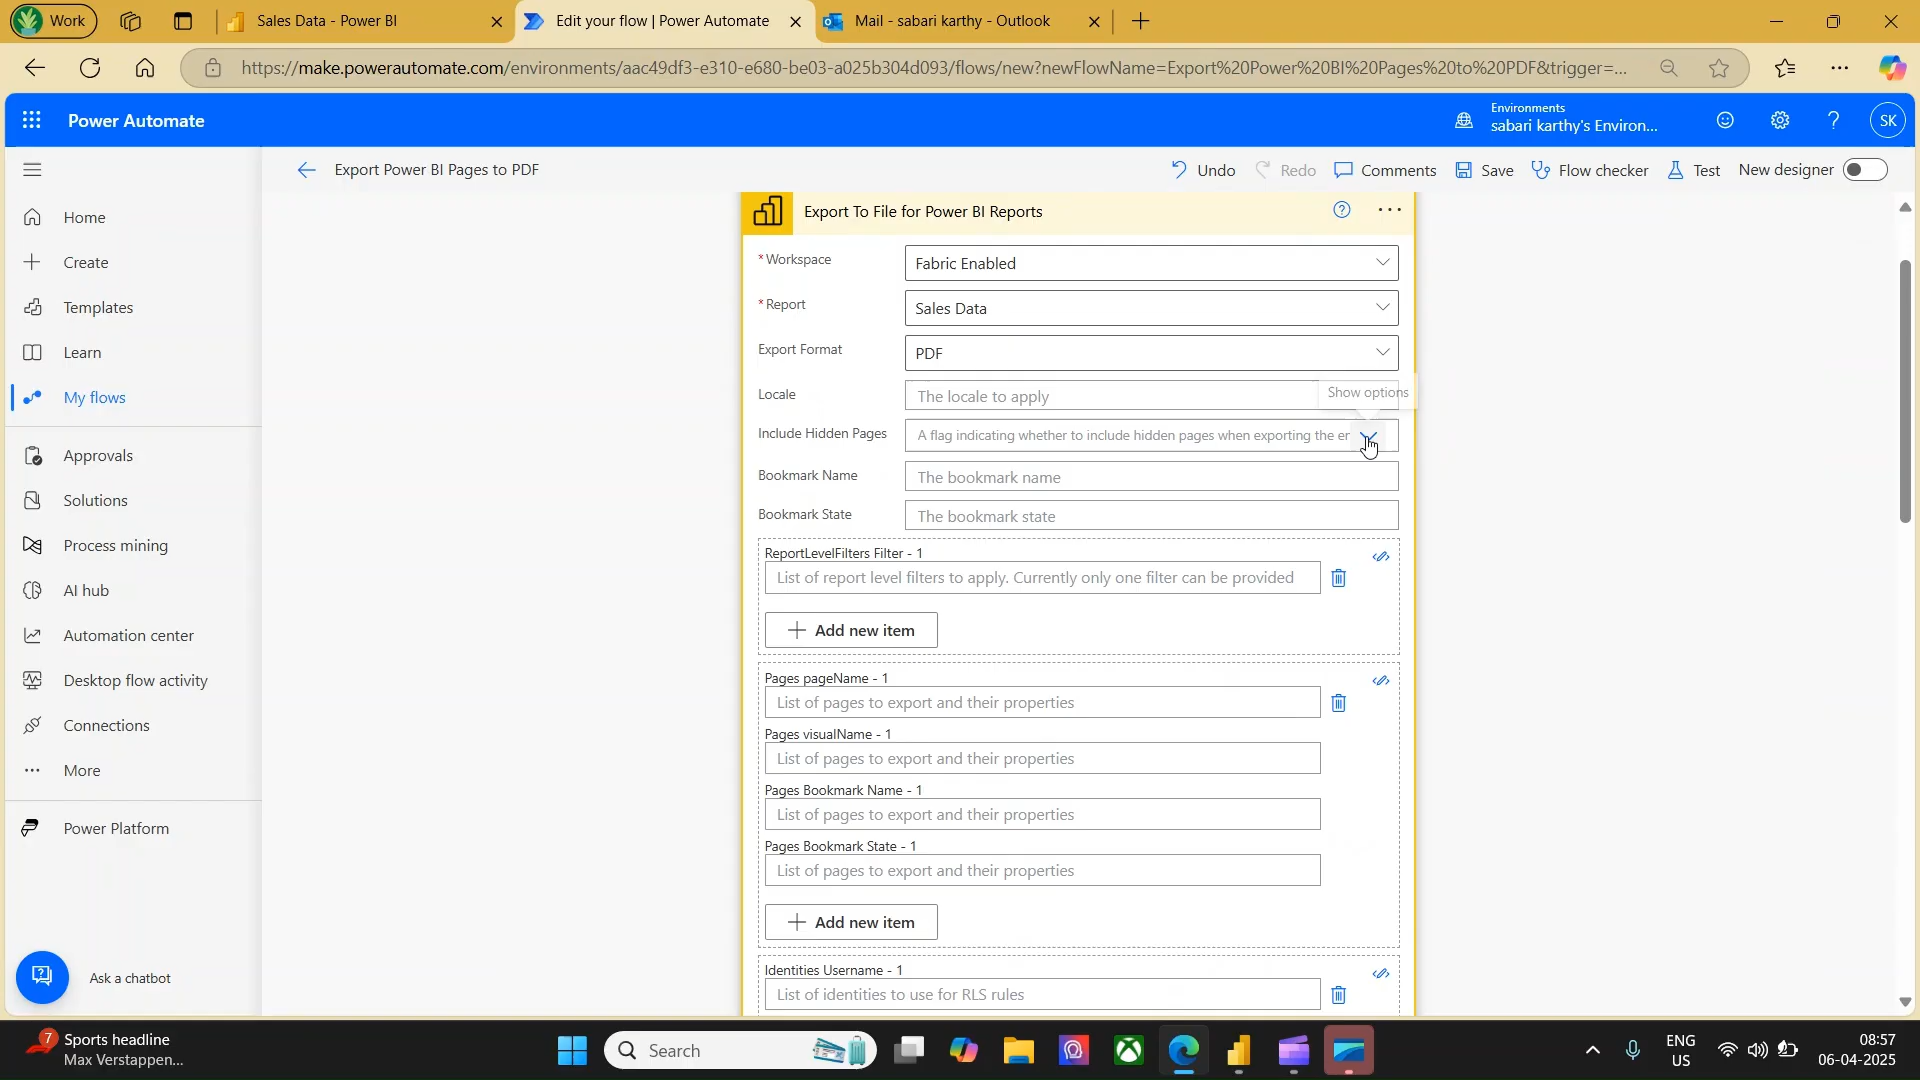 Work
Sales Data - Power BI
Edit your flow | Power Automate
Mail - sabari karthy - Outlook
https://make.powerautomate.com/environments/aac49df3-e310-e680-be03-a025b304d093/flows/new?newFlowName=Export%20Power%20BI%20Pages%20to%20PDF&trigger=...
Power Automate
Environments
sabari karthy's Environ...
SK
Export Power BI Pages to PDF
Undo
Redo
Comments
Save
Flow checker
Test
New designer
Home
Create
Templates
Learn
My flows
Approvals
Solutions
Process mining
AI hub
Automation center
Desktop flow activity
Connections
More
Power Platform
Ask a chatbot
Export To File for Power BI Reports
* Workspace
Fabric Enabled
* Report
Sales Data
Export Format
PDF
Locale
The locale to apply
Show options
Include Hidden Pages
A flag indicating whether to include hidden pages when exporting the er
Bookmark Name
The bookmark name
Bookmark State
The bookmark state
ReportLevelFilters Filter - 1
List of report level filters to apply. Currently only one filter can be provided
Add new item
Pages pageName - 1
List of pages to export and their properties
Pages visualName - 1
List of pages to export and their properties
Pages Bookmark Name - 1
List of pages to export and their properties
Pages Bookmark State - 1
List of pages to export and their properties
Add new item
Identities Username - 1
List of identities to use for RLS rules
7
Sports headline
Max Verstappen...
Search
ENG
US
08:57
06-04-2025